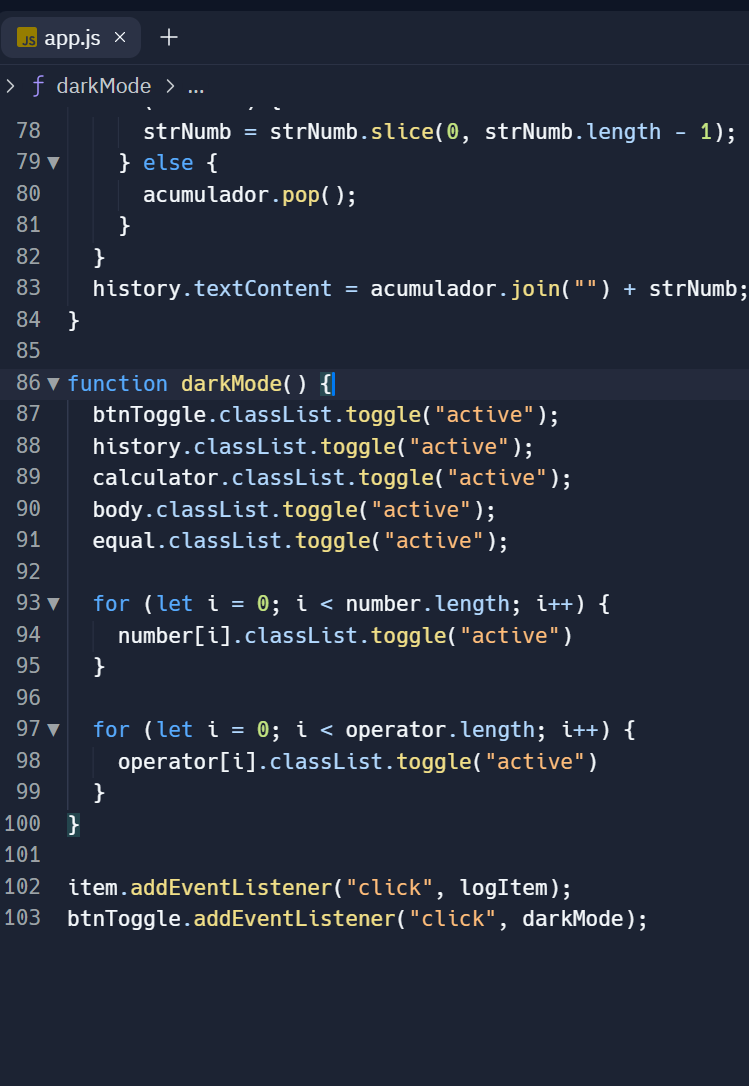 JS app.js × +
> ƒ darkMode > ...
78 strNumb = strNumb.slice(0, strNumb.length - 1);
79 } else {
80 acumulador.pop();
81 }
82 }
83 history.textContent = acumulador.join("") + strNumb;
84 }
85
86 function darkMode() {
87 btnToggle.classList.toggle("active");
88 history.classList.toggle("active");
89 calculator.classList.toggle("active");
90 body.classList.toggle("active");
91 equal.classList.toggle("active");
92
93 for (let i = 0; i < number.length; i++) {
94 number[i].classList.toggle("active")
95 }
96
97 for (let i = 0; i < operator.length; i++) {
98 operator[i].classList.toggle("active")
99 }
100 }
101
102 item.addEventListener("click", logItem);
103 btnToggle.addEventListener("click", darkMode);